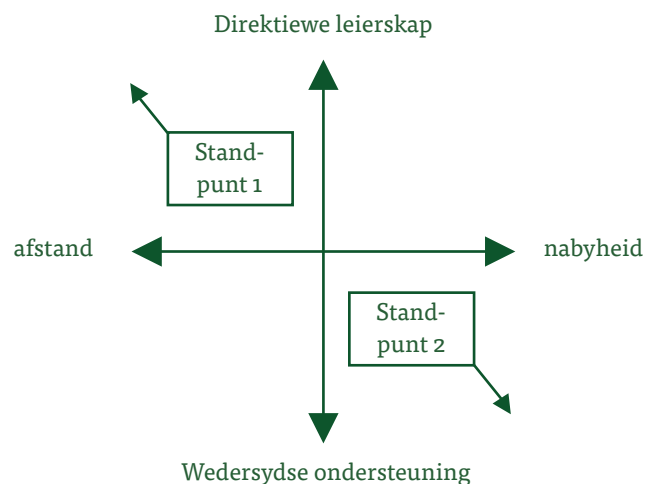 Direktiewe leierskap
Stand-
punt 1
afstand
nabyheid
Stand-
punt 2
Wedersydse ondersteuning